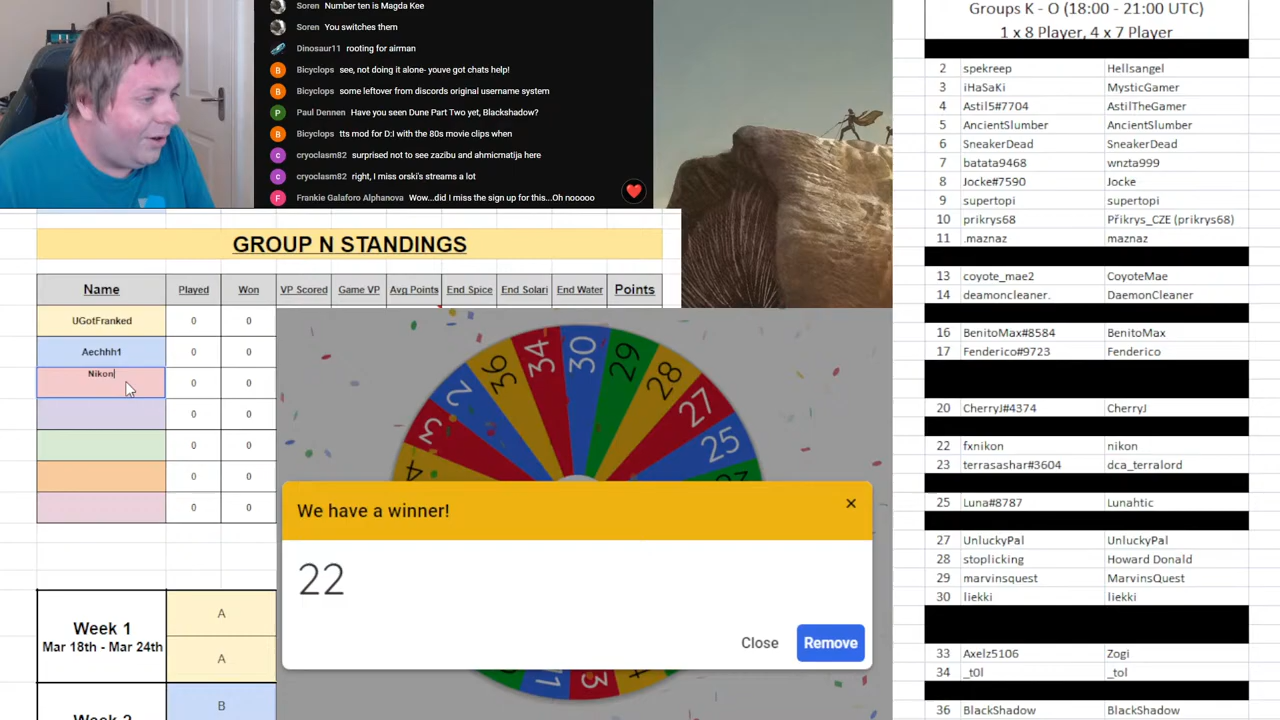 Soren Number ten is Magda Kee
Soren You switches them
Dinosaur11 rooting for airman
B Bicyclops see, not doing it alone- youve got chats help!
B Bicyclops some leftover from discords original username system
P Paul Dennen Have you seen Dune Part Two yet, Blackshadow?
B Bicyclops tts mod for D:I with the 80s movie clips when
c cryoclasm82 surprised not to see zazibu and ahmicmatija here
c cryoclasm82 right, I miss orski's streams a lot
F Frankie Galaforo Alphanova Wow...did I miss the sign up for this...Oh nooooo
GROUP N STANDINGS
Name Played Won VP Scored Game VP Avg Points End Spice End Solari End Water Points
UGotFranked 0 0
Aechhh1 0 0
Nikon 0 0
0 0
0 0
0 0
0 0
Week 1
Mar 18th - Mar 24th
A
A
B
4
3
2
36
34
30
29
28
27
25
We have a winner!
22
Close Remove
Groups K - O (18:00 - 21:00 UTC)
1 x 8 Player, 4 x 7 Player
2 spekreep Hellsangel
3 iHaSaKi MysticGamer
4 Astil5#7704 AstilTheGamer
5 AncientSlumber AncientSlumber
6 SneakerDead SneakerDead
7 batata9468 wnzta999
8 Jocke#7590 Jocke
9 supertopi supertopi
10 prikrys68 Přikrys_CZE (prikrys68)
11 .maznaz maznaz
13 coyote_mae2 CoyoteMae
14 deamoncleaner. DaemonCleaner
16 BenitoMax#8584 BenitoMax
17 Fenderico#9723 Fenderico
20 CherryJ#4374 CherryJ
22 fxnikon nikon
23 terrasashar#3604 dca_terralord
25 Luna#8787 Lunahtic
27 UnluckyPal UnluckyPal
28 stoplicking Howard Donald
29 marvinsquest MarvinsQuest
30 liekki liekki
33 Axelz5106 Zogi
34 _t0l _tol
36 BlackShadow BlackShadow